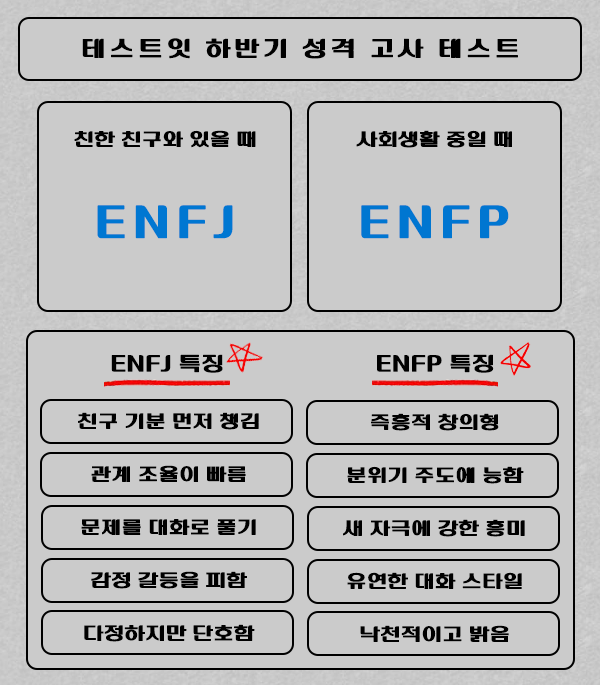 테스트잇 하반기 성격 고사 테스트
친한 친구와 있을 때
ENFJ
사회생활 중일 때
ENFP
ENFJ 특징
친구 기분 먼저 챙김
관계 조율이 빠름
문제를 대화로 풀기
감정 갈등을 피함
다정하지만 단호함
ENFP 특징
즉흥적 창의형
분위기 주도에 능함
새 자극에 강한 흥미
유연한 대화 스타일
낙천적이고 밝음